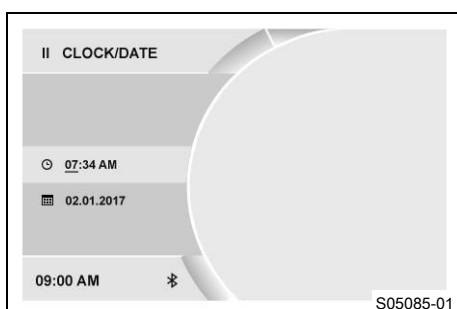 II CLOCK/DATE
07:34 AM
02.01.2017
09:00 AM
S05085-01